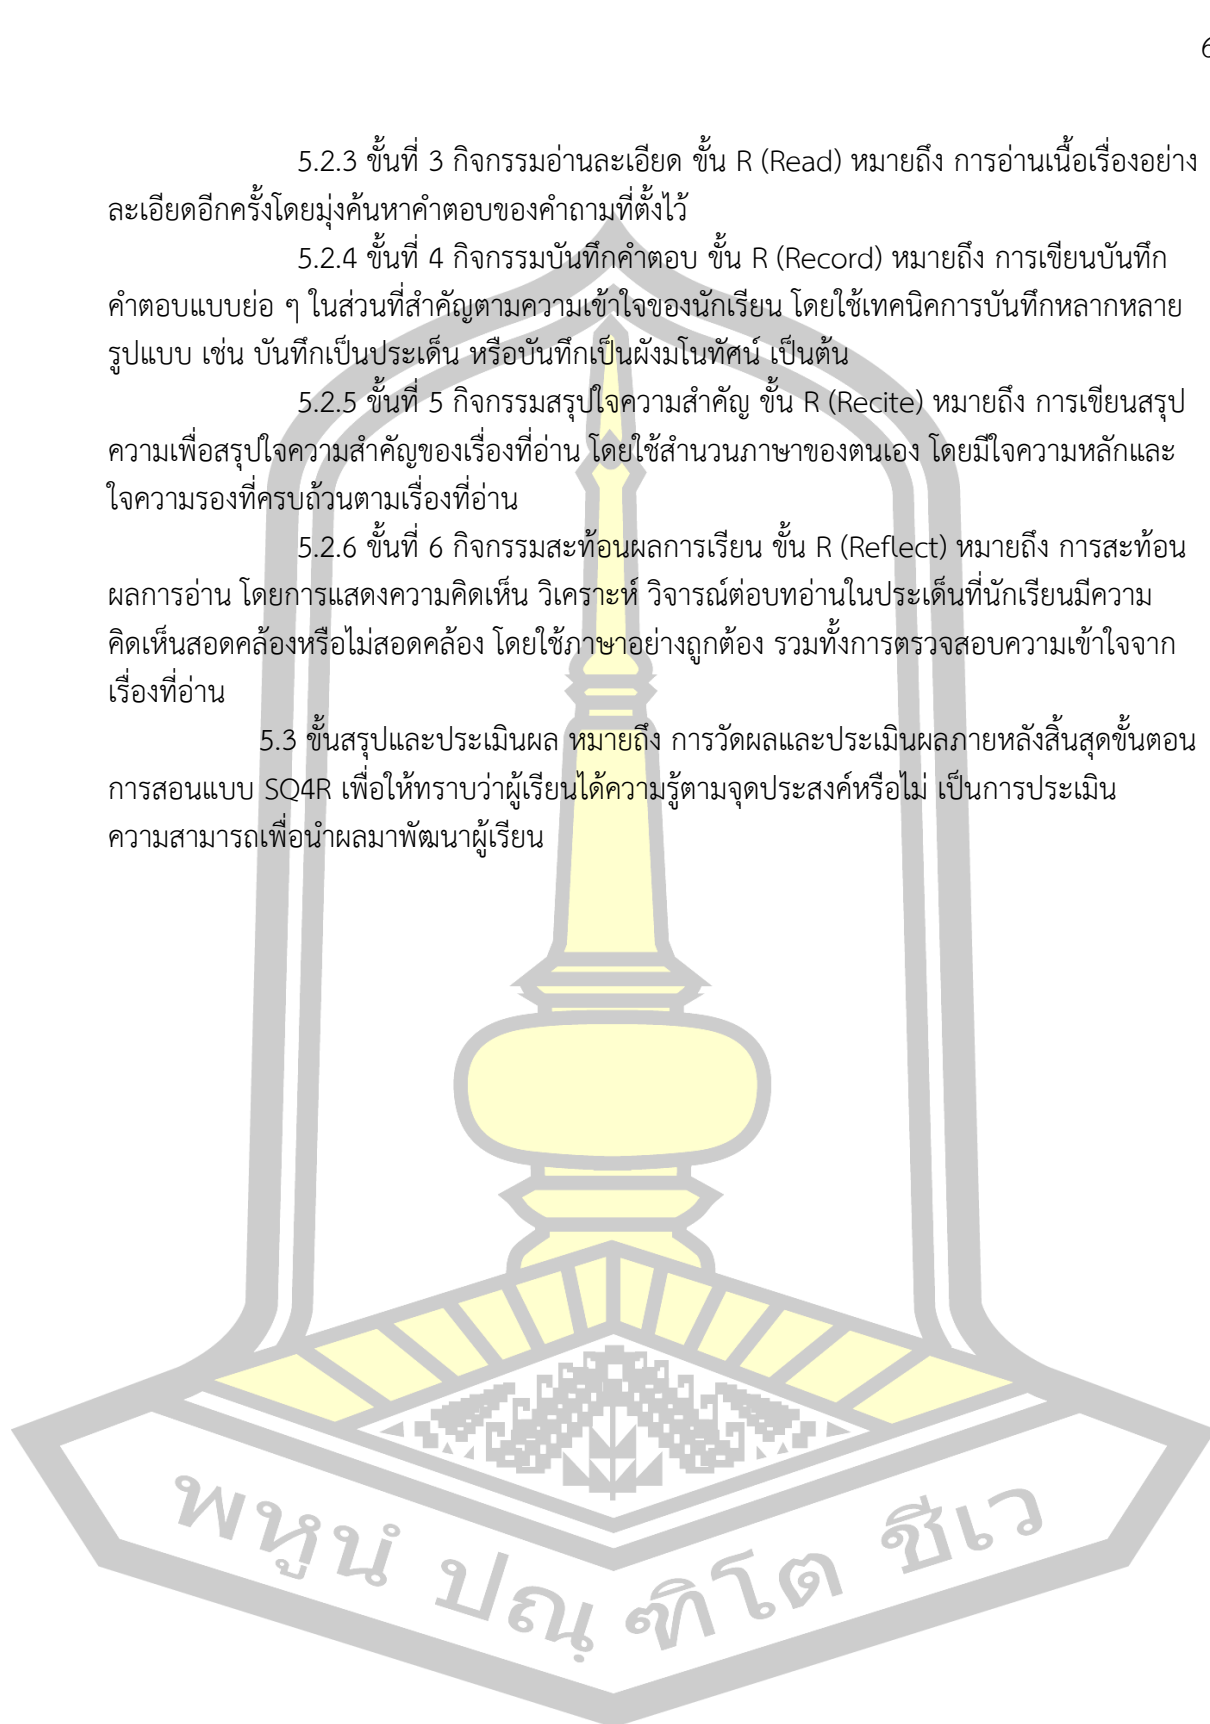 6
5.2.3 ขั้นที่ 3 กิจกรรมอ่านละเอียด ขั้น R (Read) หมายถึง การอ่านเนื้อเรื่องอย่าง
ละเอียดอีกครั้งโดยมุ่งค้นหาคำตอบของคำถามที่ตั้งไว้
5.2.4 ขั้นที่ 4 กิจกรรมบันทึกคำตอบ ขั้น R (Record) หมายถึง การเขียนบันทึก
คำตอบแบบย่อ ๆ ในส่วนที่สำคัญตามความเข้าใจของนักเรียน โดยใช้เทคนิคการบันทึกหลากหลาย
รูปแบบ เช่น บันทึกเป็นประเด็น หรือบันทึกเป็นผังมโนทัศน์ เป็นต้น
5.2.5 ขั้นที่ 5 กิจกรรมสรุปใจความสำคัญ ขั้น R (Recite) หมายถึง การเขียนสรุป
ความเพื่อสรุปใจความสำคัญของเรื่องที่อ่าน โดยใช้สำนวนภาษาของตนเอง โดยมีใจความหลักและ
ใจความรองที่ครบถ้วนตามเรื่องที่อ่าน
5.2.6 ขั้นที่ 6 กิจกรรมสะท้อนผลการเรียน ขั้น R (Reflect) หมายถึง การสะท้อน
ผลการอ่าน โดยการแสดงความคิดเห็น วิเคราะห์ วิจารณ์ต่อบทอ่านในประเด็นที่นักเรียนมีความ
คิดเห็นสอดคล้องหรือไม่สอดคล้อง โดยใช้ภาษาอย่างถูกต้อง รวมทั้งการตรวจสอบความเข้าใจจาก
เรื่องที่อ่าน
5.3 ขั้นสรุปและประเมินผล หมายถึง การวัดผลและประเมินผลภายหลังสิ้นสุดขั้นตอน
การสอนแบบ SQ4R เพื่อให้ทราบว่าผู้เรียนได้ความรู้ตามจุดประสงค์หรือไม่ เป็นการประเมิน
ความสามารถเพื่อนำผลมาพัฒนาผู้เรียน
พหูนํ ปณฺฑิโต ชีเว